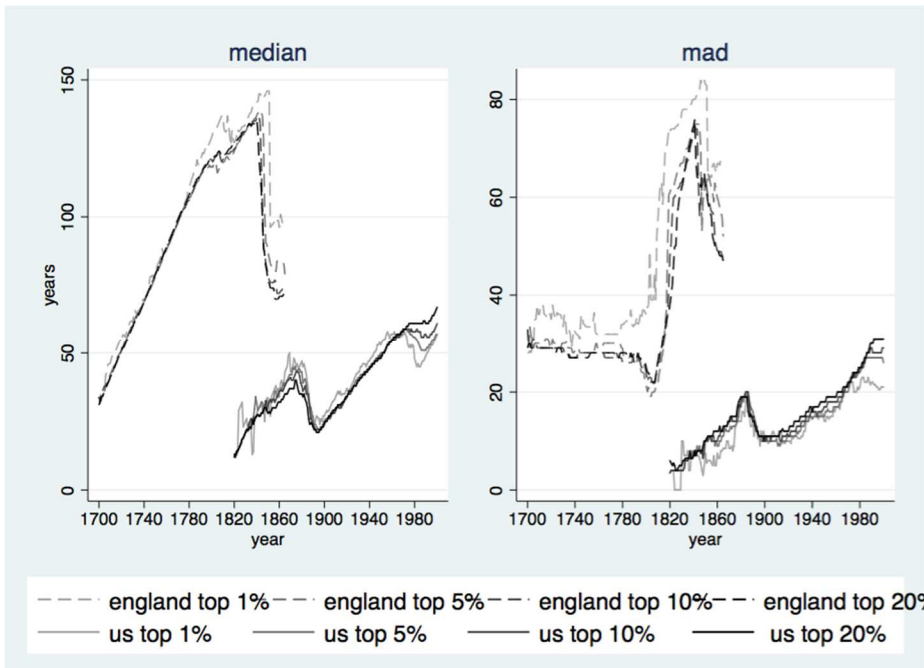 median
mad
150
100
50
0
years
80
60
40
20
0
1700 1740 1780 1820 1860 1900 1940 1980
year
1700 1740 1780 1820 1860 1900 1940 1980
year
england top 1% england top 5% england top 10% england top 20%
us top 1% us top 5% us top 10% us top 20%